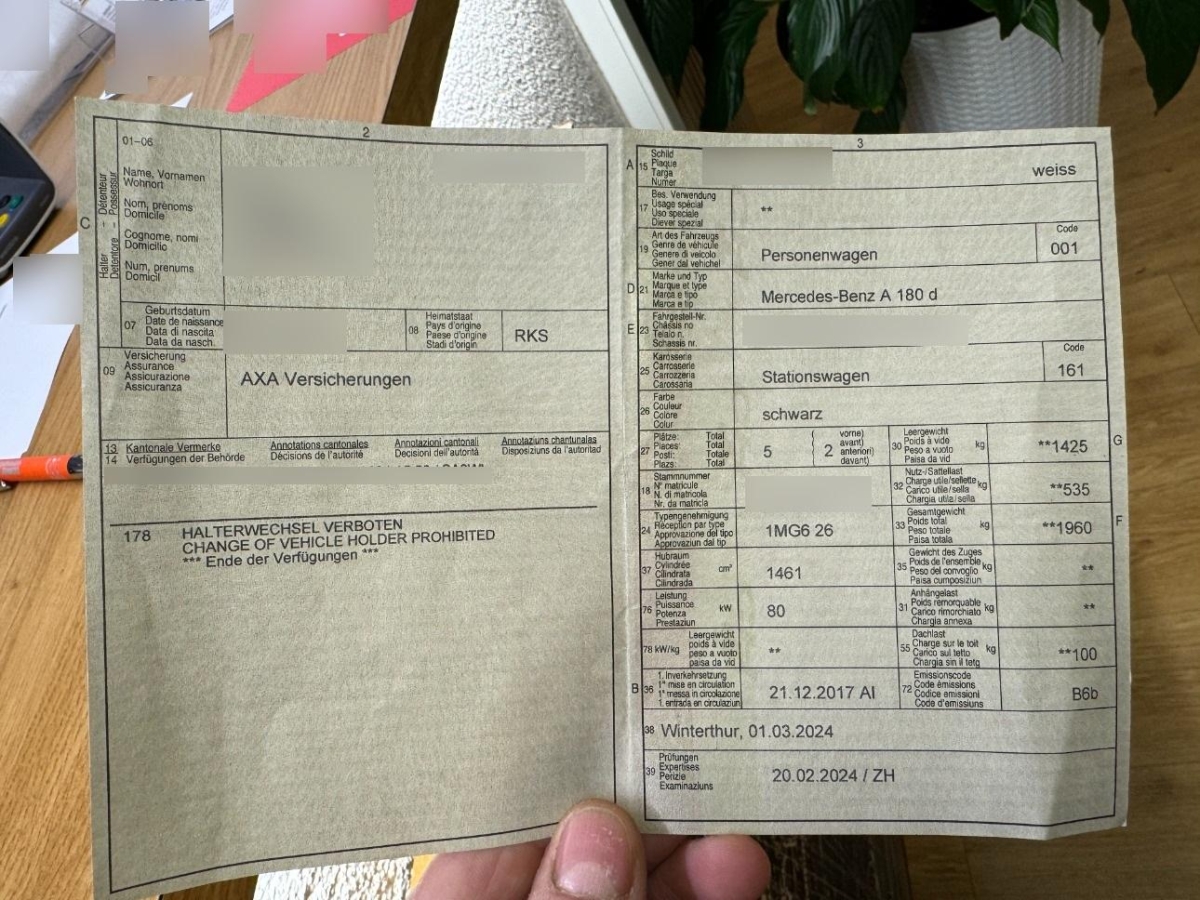 2
01-06
C
Halter - Détenteur
Detentore - Possessur
Name, Vornamen
Wohnort
Nom, prénoms
Domicile
Cognome, nomi
Domicilio
Num, prenums
Domicil
07
Geburtsdatum
Date de naissance
Data di nascita
Data da nasch.
08
Heimatstaat
Pays d'origine
Paese d'origine
Stadi d'origin
RKS
09
Versicherung
Assurance
Assicurazione
Assicuranza
AXA Versicherungen
13 Kantonale Vermerke Annotations cantonales Annotazioni cantonali Annotaziuns chantunalas
14 Verfügungen der Behörde Décisions de l'autorité Decisioni dell'autorità Disposiziuns da l'autoritad
178 HALTERWECHSEL VERBOTEN
CHANGE OF VEHICLE HOLDER PROHIBITED
*** Ende der Verfügungen ***
3
A 15
Schild
Plaque
Targa
Numer
weiss
17
Bes. Verwendung
Usage spécial
Uso speciale
Diever spezial
**
19
Art des Fahrzeugs
Genre de véhicule
Genere di veicolo
Gener dal vehichel
Personenwagen
Code
001
D 21
Marke und Typ
Marque et type
Marca e tipo
Marca e tip
Mercedes-Benz A 180 d
E 23
Fahrgestell-Nr.
Châssis no
Telaio n.
Schassis nr.
25
Karosserie
Carrosserie
Carrozzeria
Carossaria
Stationswagen
Code
161
26
Farbe
Couleur
Colore
Colur
schwarz
27
Plätze: Total
Places: Total
Posti: Totale
Plazs: Total
5
2
vorne)
avant)
anteriori)
davant)
30
Leergewicht
Poids à vide
Peso a vuoto
Paisa da vid
kg
**1425
G
18
Stammnummer
N° matricule
N. di matricola
Nr. da matricla
32
Nutz-/Sattellast
Charge utile/sellette
Carico utile/sella
Chargia utila/sella
kg
**535
24
Typengenehmigung
Réception par type
Approvazione del tipo
Approvaziun dal tip
1MG6 26
33
Gesamtgewicht
Poids total
Peso totale
Paisa totala
kg
**1960
F
37
Hubraum
Cylindrée
Cilindrata
Cilindrada
cm³
1461
35
Gewicht des Zuges
Poids de l'ensemble
Peso del convoglio
Paisa cumposiziun
kg
**
76
Leistung
Puissance
Potenza
Prestaziun
kW
80
31
Anhängelast
Poids remorquable
Carico rimorchiato
Chargia annexa
kg
**
78 kW/kg
Leergewicht
poids à vide
peso a vuoto
paisa da vid
**
55
Dachlast
Charge sur le toit
Carico sul tetto
Chargia sin il tetg
kg
**100
B 36
1. Inverkehrsetzung
1re mise en circulation
1a messa in circolazione
1. entrada en circulaziun
21.12.2017 AI
72
Emissionscode
Code émissions
Codice emissioni
Code d'emissiuns
B6b
38 Winterthur, 01.03.2024
39
Prüfungen
Expertises
Perizie
Examinaziuns
20.02.2024 / ZH